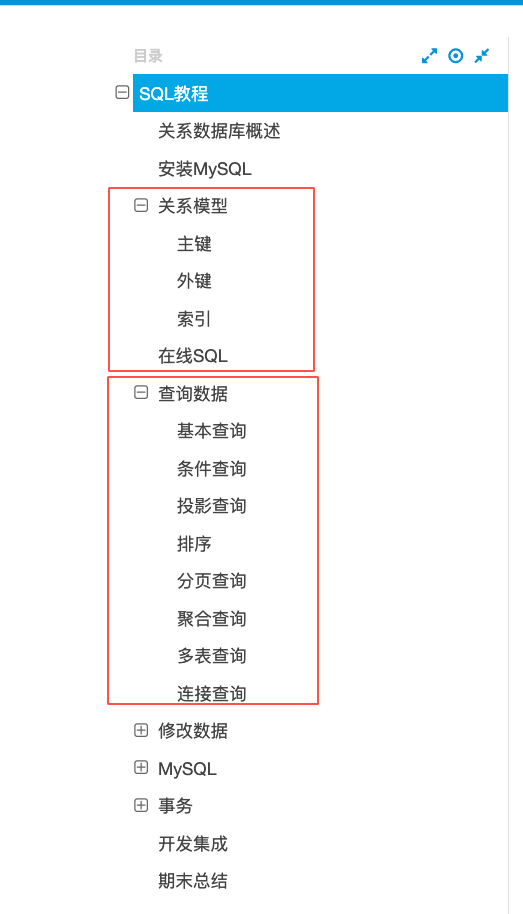 目录
SQL教程
关系数据库概述
安装MySQL
关系模型
主键
外键
索引
在线SQL
查询数据
基本查询
条件查询
投影查询
排序
分页查询
聚合查询
多表查询
连接查询
修改数据
MySQL
事务
开发集成
期末总结